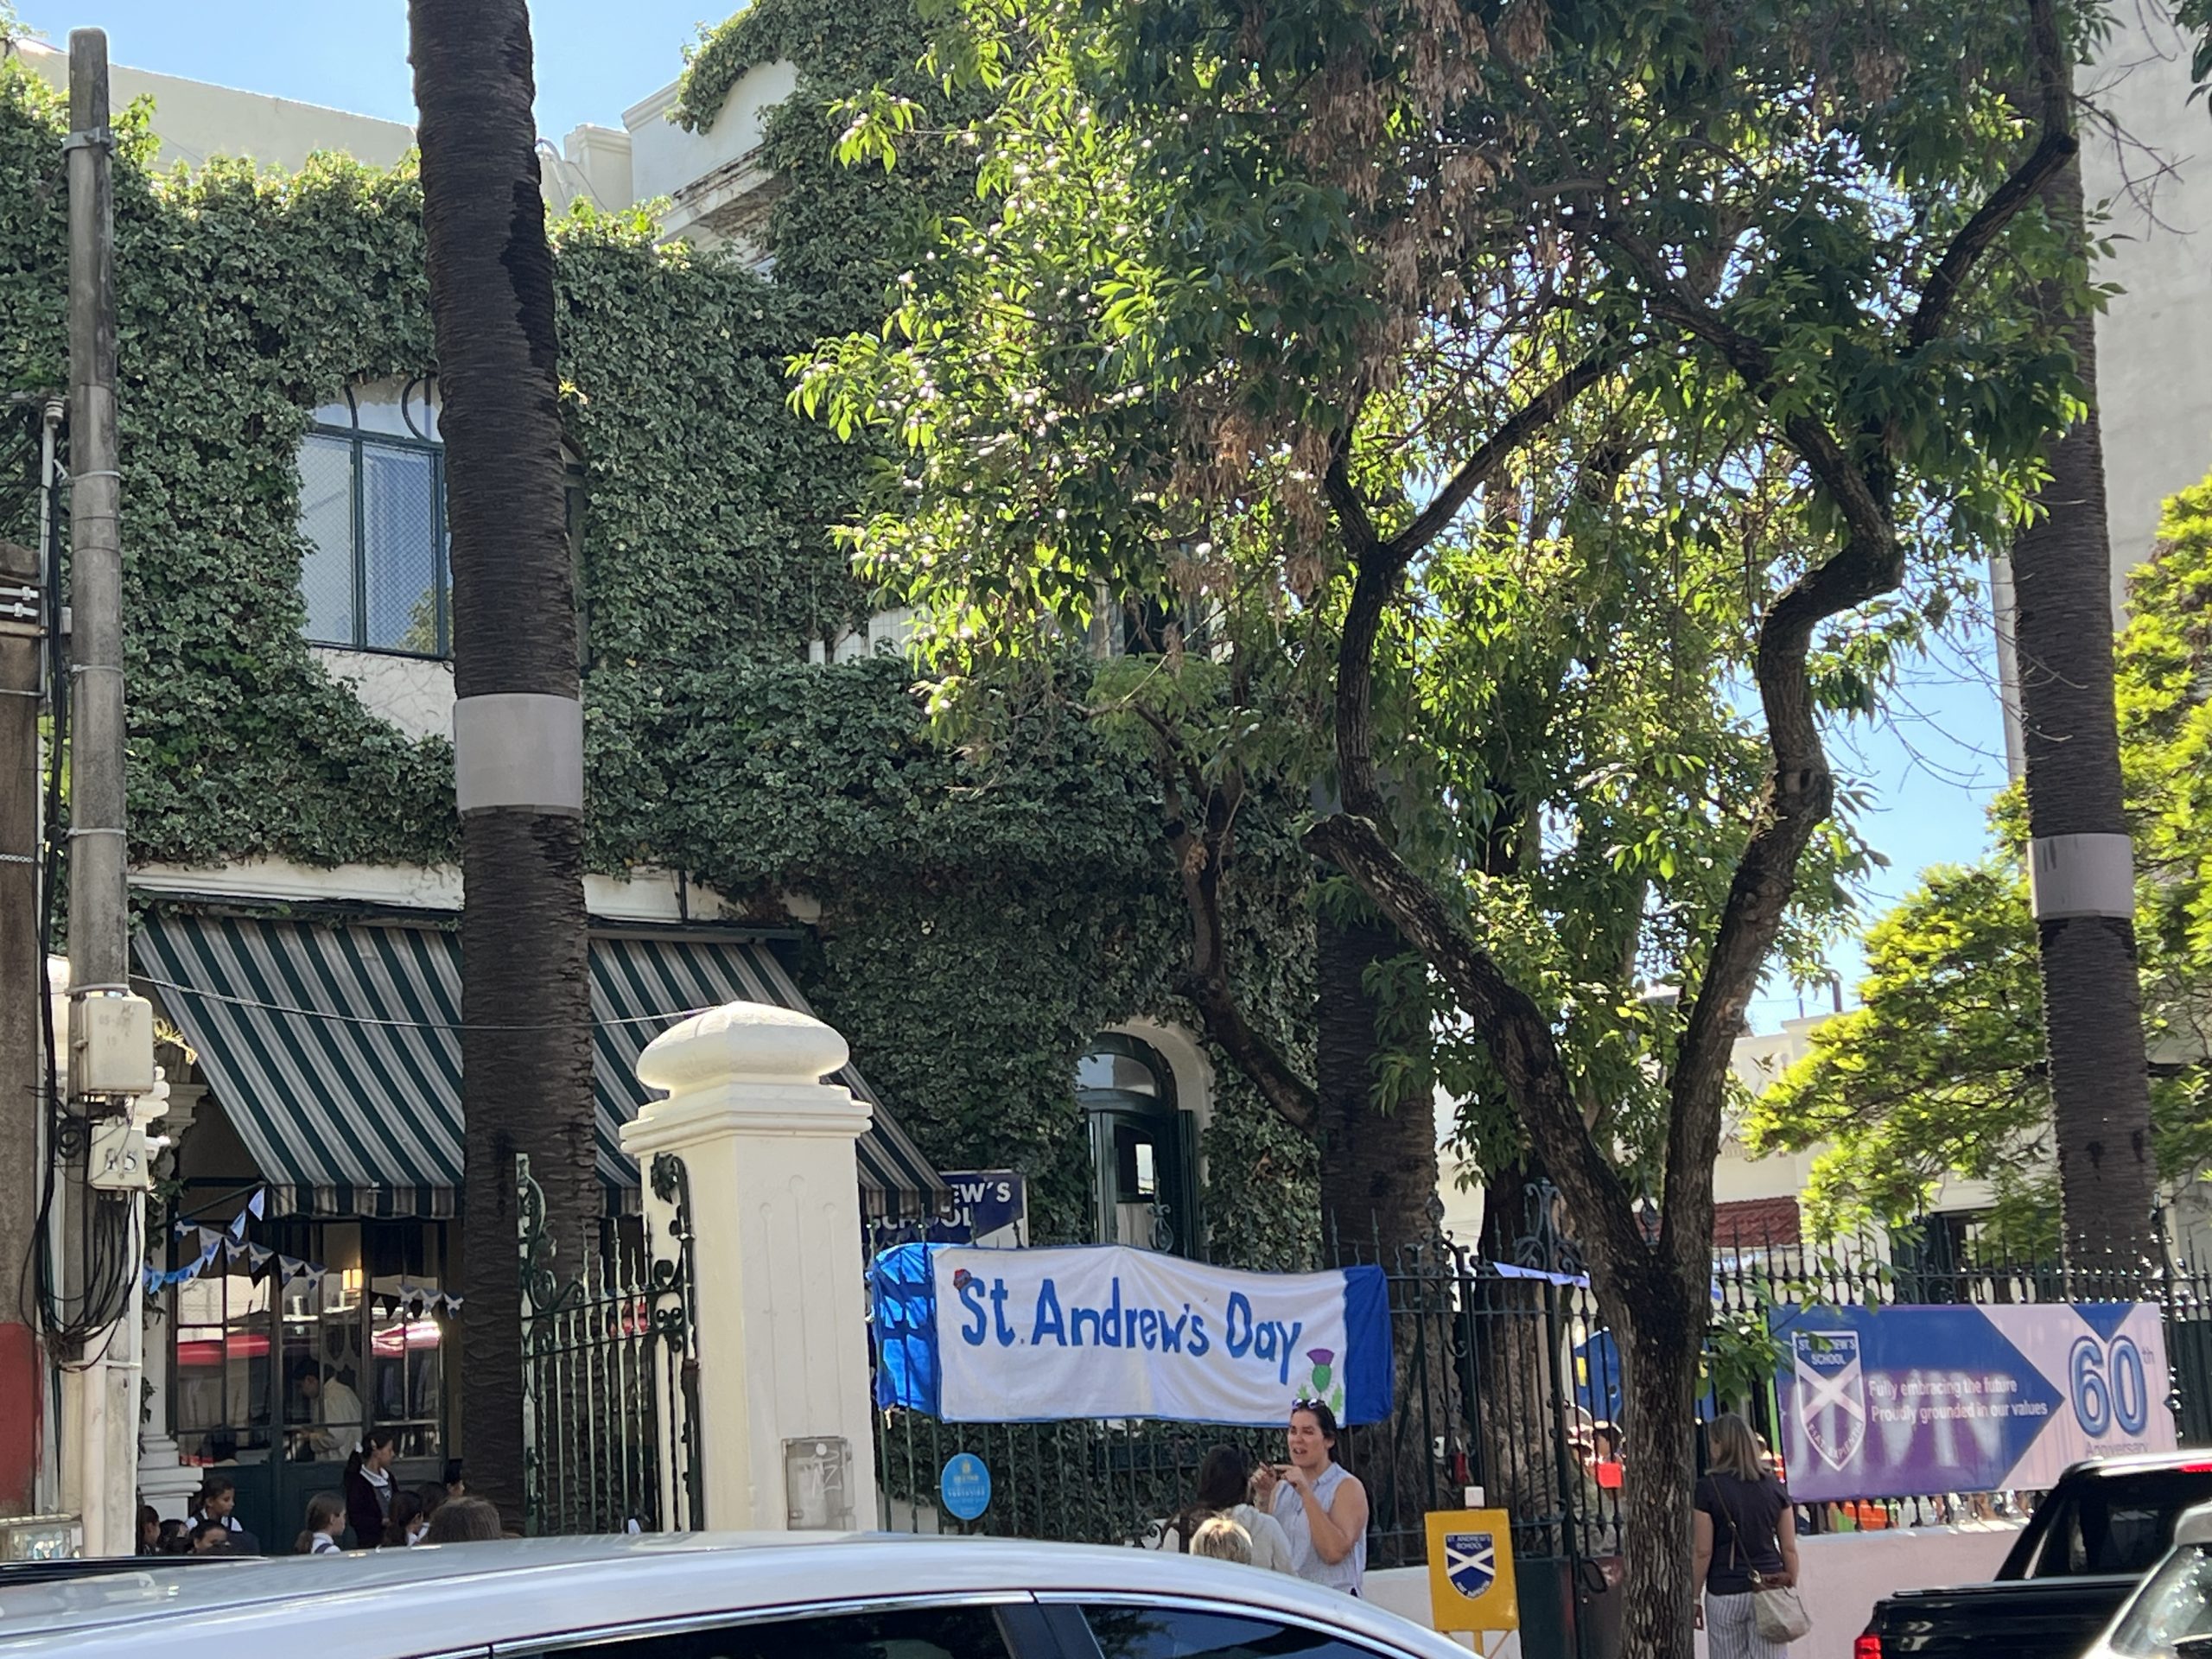 EW'S
SCHOOL
St. Andrew's Day
ST. ANDREW'S
SCHOOL
Fully embracing the future
Proudly grounded in our values
60th
Anniversary
ST. ANDREW'S
SCHOOL